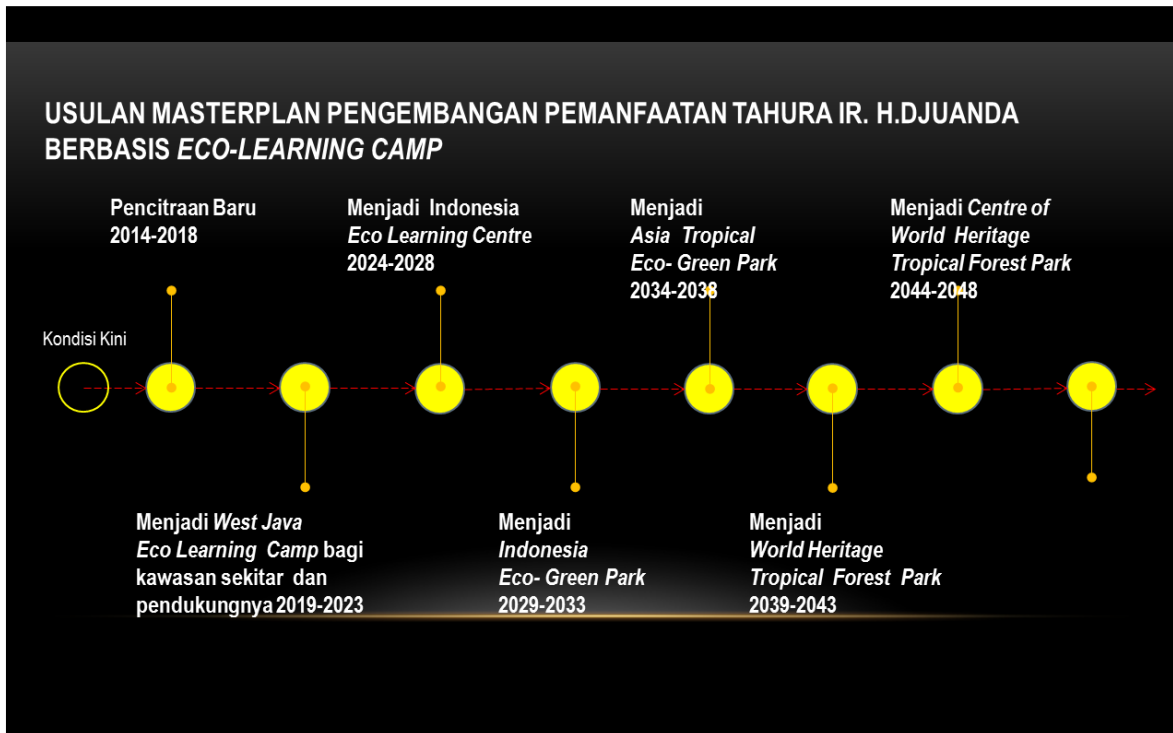 USULAN MASTERPLAN PENGEMBANGAN PEMANFAATAN TAHURA IR. H.DJUANDA
BERBASIS ECO-LEARNING CAMP
Kondisi Kini
Pencitraan Baru
2014-2018
Menjadi West Java
Eco Learning Camp bagi
kawasan sekitar dan
pendukungnya 2019-2023
Menjadi Indonesia
Eco Learning Centre
2024-2028
Menjadi
Indonesia
Eco- Green Park
2029-2033
Menjadi
Asia Tropical
Eco- Green Park
2034-2038
Menjadi
World Heritage
Tropical Forest Park
2039-2043
Menjadi Centre of
World Heritage
Tropical Forest Park
2044-2048